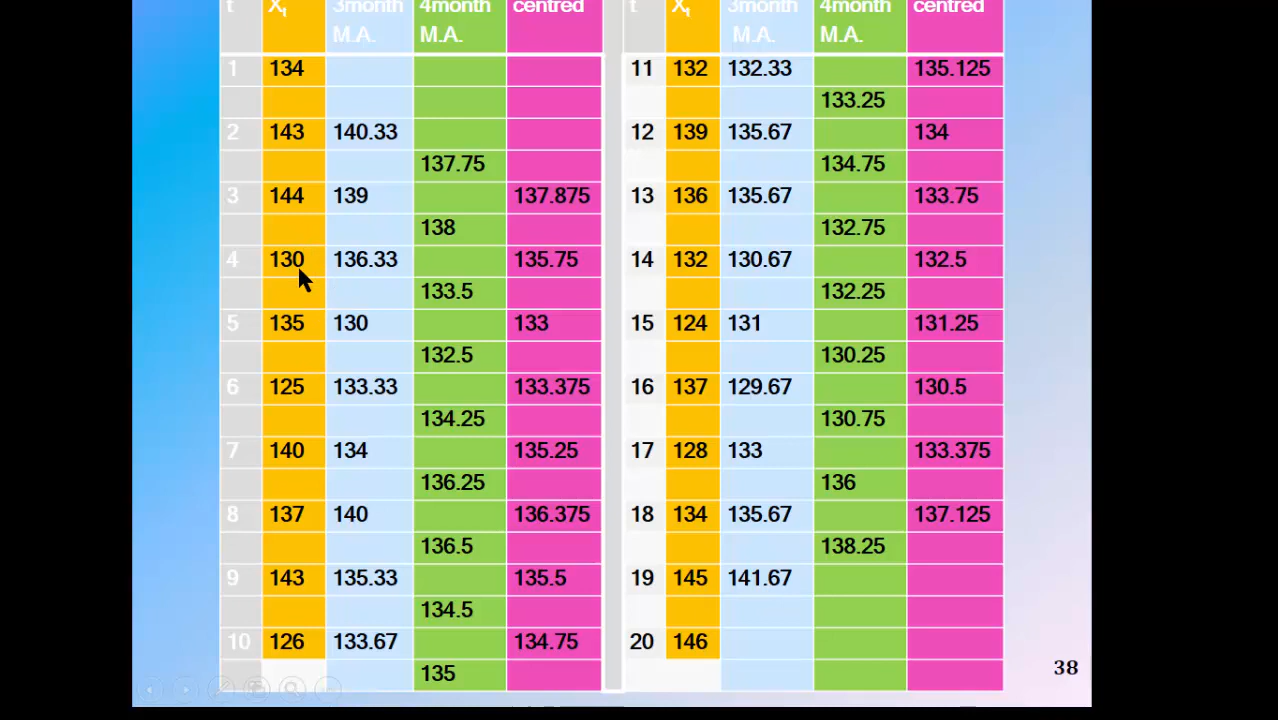 t Xt 3month 4month centred t Xt 3month 4month centred
M.A. M.A. M.A. M.A.
1 134 11 132 132.33 135.125
133.25
2 143 140.33 12 139 135.67 134
137.75 134.75
3 144 139 137.875 13 136 135.67 133.75
138 132.75
4 130 136.33 135.75 14 132 130.67 132.5
133.5 132.25
5 135 130 133 15 124 131 131.25
132.5 130.25
6 125 133.33 133.375 16 137 129.67 130.5
134.25 130.75
7 140 134 135.25 17 128 133 133.375
136.25 136
8 137 140 136.375 18 134 135.67 137.125
136.5 138.25
9 143 135.33 135.5 19 145 141.67
134.5
10 126 133.67 134.75 20 146
135
38